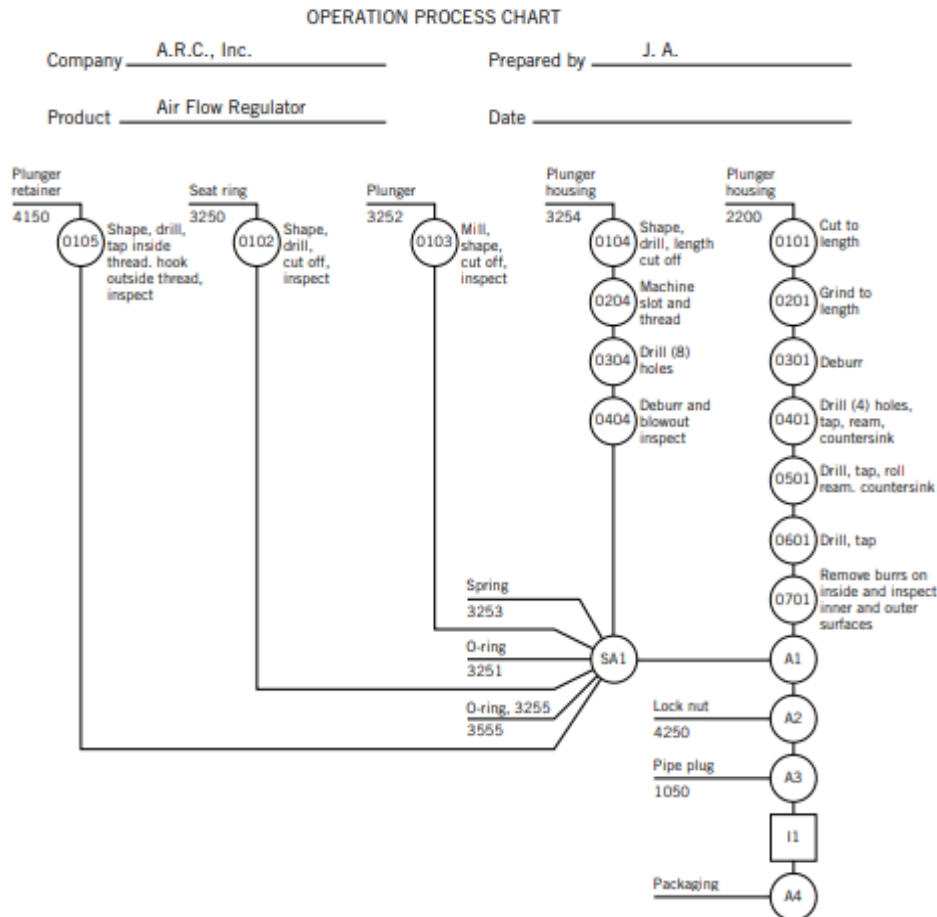 OPERATION PROCESS CHART
Company A.R.C., Inc.
Prepared by J. A.
Product Air Flow Regulator
Date
Plunger
retainer
4150
0105
Shape, drill,
tap inside
thread. hook
outside thread,
inspect
Seat ring
3250
0102
Shape,
drill,
cut off,
inspect
Plunger
3252
0103
Mill,
shape,
cut off,
inspect
Plunger
housing
3254
0104
Shape,
drill, length
cut off
0204
Machine
slot and
thread
0304
Drill (8)
holes
0404
Deburr and
blowout
inspect
Plunger
housing
2200
0101
Cut to
length
0201
Grind to
length
0301
Deburr
0401
Drill (4) holes,
tap, ream,
countersink
0501
Drill, tap, roll
ream. countersink
0601
Drill, tap
0701
Remove burrs on
inside and inspect
inner and outer
surfaces
Spring
3253
O-ring
3251
O-ring, 3255
3555
SA1
A1
Lock nut
4250
A2
Pipe plug
1050
A3
I1
Packaging
A4